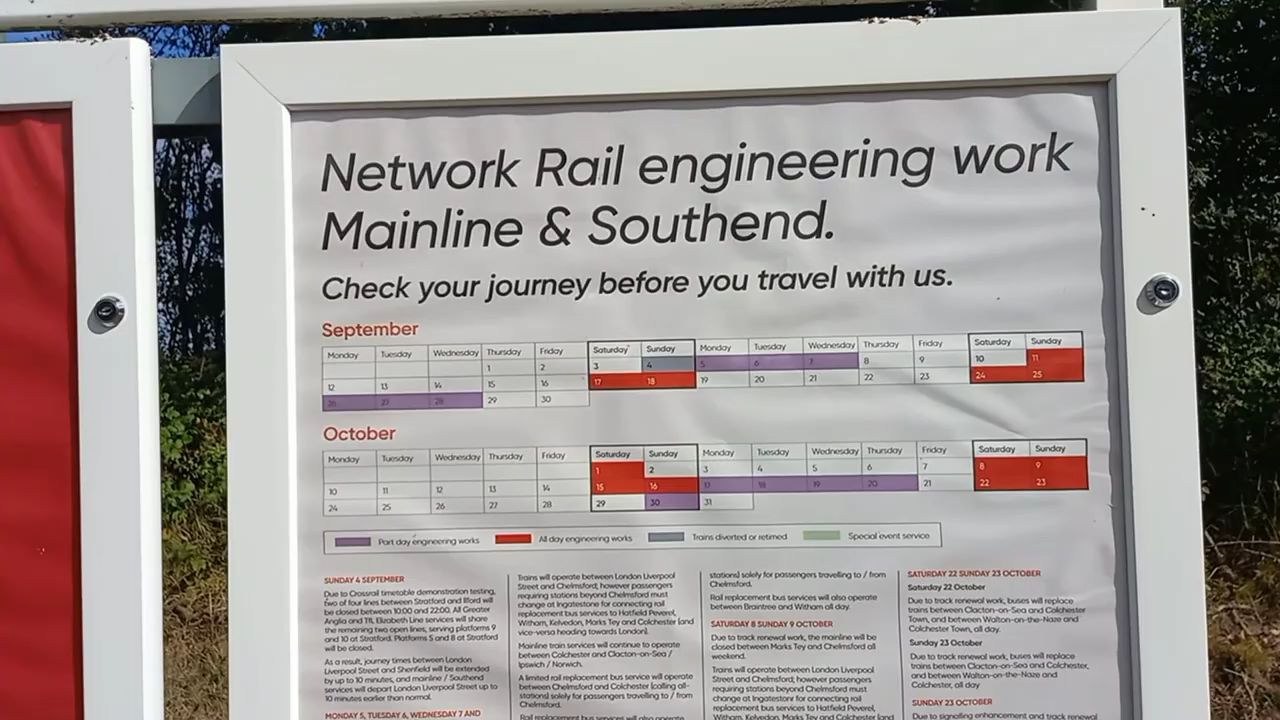 Network Rail engineering work
Mainline & Southend.
Check your journey before you travel with us.
September
Monday Tuesday Wednesday Thursday Friday Saturday Sunday Monday Tuesday Wednesday Thursday Friday Saturday Sunday
1 2 3 4 5 6 7 8 9 10 11
12 13 14 15 16 17 18 19 20 21 22 23 24 25
26 27 28 29 30
October
Monday Tuesday Wednesday Thursday Friday Saturday Sunday Monday Tuesday Wednesday Thursday Friday Saturday Sunday
1 2 3 4 5 6 7 8 9
10 11 12 13 14 15 16 17 18 19 20 21 22 23
24 25 26 27 28 29 30 31
Part day engineering works All day engineering works Trains diverted or retimed Special event service
SUNDAY 4 SEPTEMBER
Due to Crossrail timetable demonstration testing,
two of four lines between Stratford and Ilford will
be closed between 10:00 and 22:00. All Greater
Anglia and TfL Elizabeth Line services will share
the remaining two open lines, serving platforms 9
and 10 at Stratford. Platforms 5 and 8 at Stratford
will be closed.
As a result, journey times between London
Liverpool Street and Shenfield will be extended
by up to 10 minutes, and mainline / Southend
services will depart London Liverpool Street up to
10 minutes earlier than normal.
MONDAY 5, TUESDAY 6, WEDNESDAY 7 AND
Trains will operate between London Liverpool
Street and Chelmsford; however passengers
requiring stations beyond Chelmsford must
change at Ingatestone for connecting rail
replacement bus services to Hatfield Peverel,
Witham, Kelvedon, Marks Tey and Colchester (and
vice-versa heading towards London).
Mainline train services will continue to operate
between Colchester and Clacton-on-Sea /
Ipswich / Norwich.
A limited rail replacement bus service will operate
between Chelmsford and Colchester (calling all-
stations) solely for passengers travelling to / from
Chelmsford.
Rail replacement bus services will also operate
stations) solely for passengers travelling to / from
Chelmsford.
Rail replacement bus services will also operate
between Braintree and Witham all day.
SATURDAY 8 SUNDAY 9 OCTOBER
Due to track renewal work, the mainline will be
closed between Marks Tey and Chelmsford all
weekend.
Trains will operate between London Liverpool
Street and Chelmsford; however passengers
requiring stations beyond Chelmsford must
change at Ingatestone for connecting rail
replacement bus services to Hatfield Peverel,
Witham, Kelvedon, Marks Tey and Colchester (and
SATURDAY 22 SUNDAY 23 OCTOBER
Saturday 22 October
Due to track renewal work, buses will replace
trains between Clacton-on-Sea and Colchester
Town, and between Walton-on-the-Naze and
Colchester Town, all day.
Sunday 23 October
Due to track renewal work, buses will replace
trains between Clacton-on-Sea and Colchester,
and between Walton-on-the-Naze and
Colchester, all day
SUNDAY 23 OCTOBER
Due to signalling enhancement and track renewal